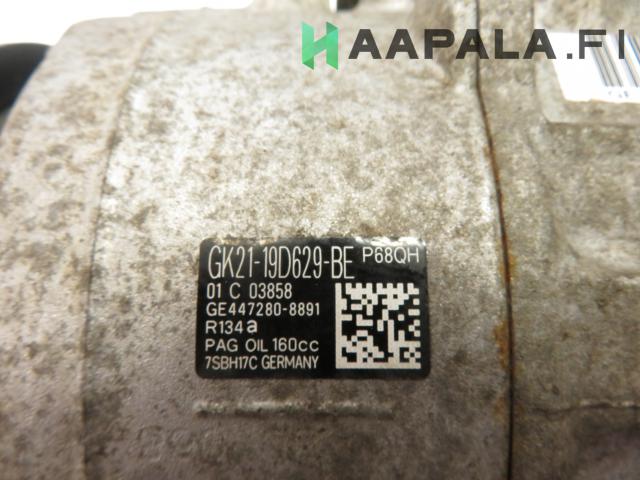 HAAPALA.FI
GK21-19D629-BE P68QH
01 C 03858
GE447280-8891
R134a
PAG OIL 160cc
7SBH17C GERMANY